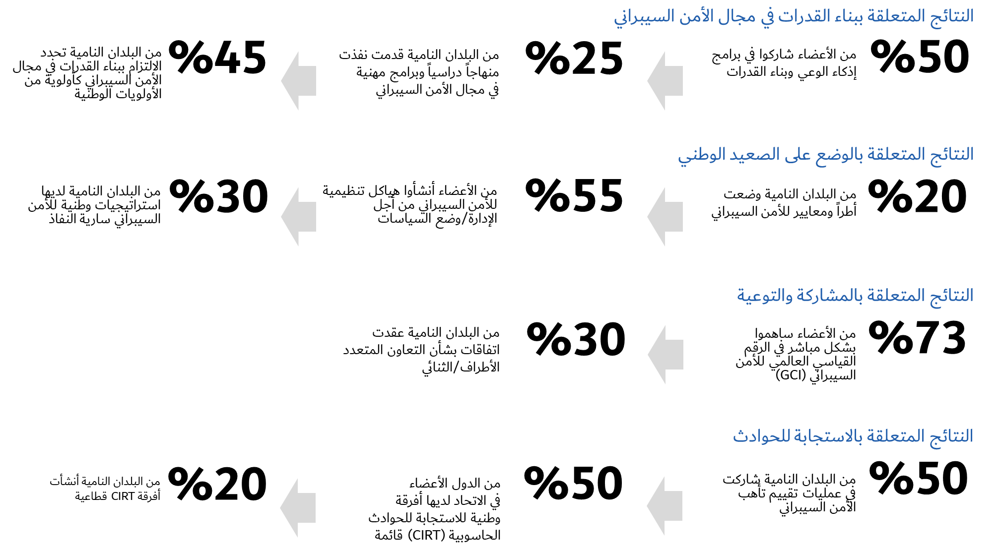 النتائج المتعلقة ببناء القدرات في مجال الأمن السيبراني
%50
من الأعضاء شاركوا في برامج
إذكاء الوعي وبناء القدرات
%25
من البلدان النامية قدمت نفذت
منهاجاً دراسياً وبرامج مهنية
في مجال الأمن السيبراني
%45
من البلدان النامية تحدد
الالتزام ببناء القدرات في مجال
الأمن السيبراني كأولوية من
الأولويات الوطنية
النتائج المتعلقة بالوضع على الصعيد الوطني
%20
من البلدان النامية وضعت
أطراً ومعايير للأمن السيبراني
%55
من الأعضاء أنشأوا هياكل تنظيمية
للأمن السيبراني من أجل
الإدارة/وضع السياسات
%30
من البلدان النامية لديها
استراتيجيات وطنية للأمن
السيبراني سارية النفاذ
النتائج المتعلقة بالمشاركة والتوعية
%73
من الأعضاء ساهموا
بشكل مباشر في الرقم
القياسي العالمي للأمن
السيبراني (GCI)
%30
من البلدان النامية عقدت
اتفاقات بشأن التعاون المتعدد
الأطراف/الثنائي
النتائج المتعلقة بالاستجابة للحوادث
%50
من البلدان النامية شاركت
في عمليات تقييم تأهب
الأمن السيبراني
%50
من الدول الأعضاء
في الاتحاد لديها أفرقة
وطنية للاستجابة للحوادث
الحاسوبية (CIRT) قائمة
%20
من البلدان النامية أنشأت
أفرقة CIRT قطاعية